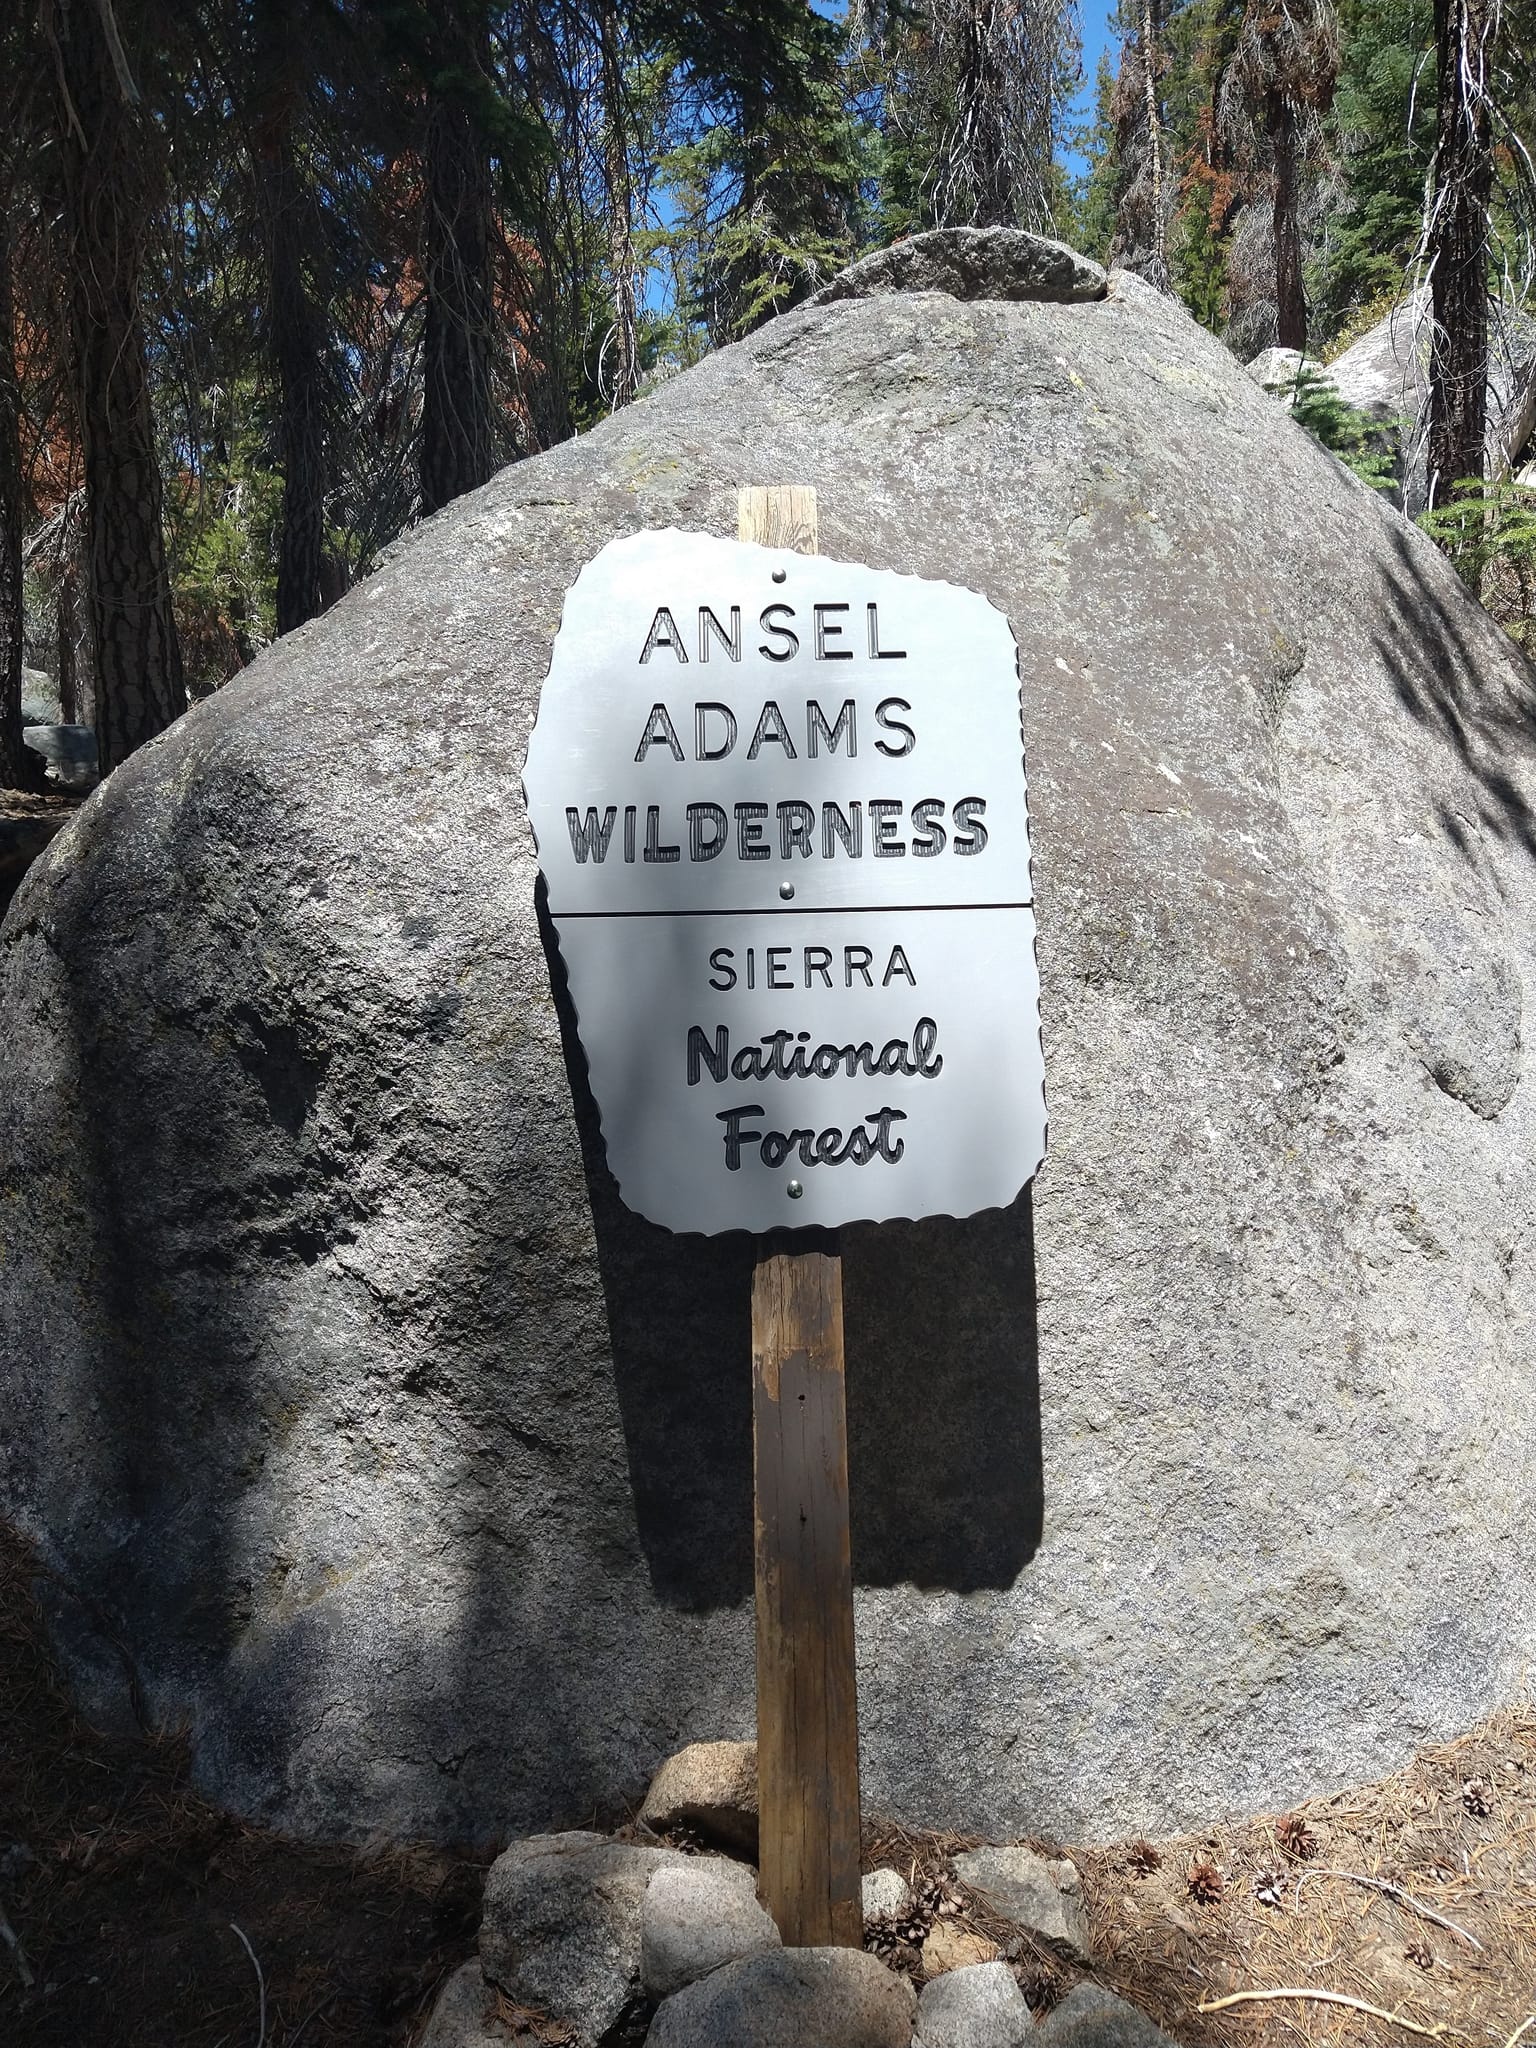 ANSEL
ADAMS
WILDERNESS
SIERRA
National
Forest